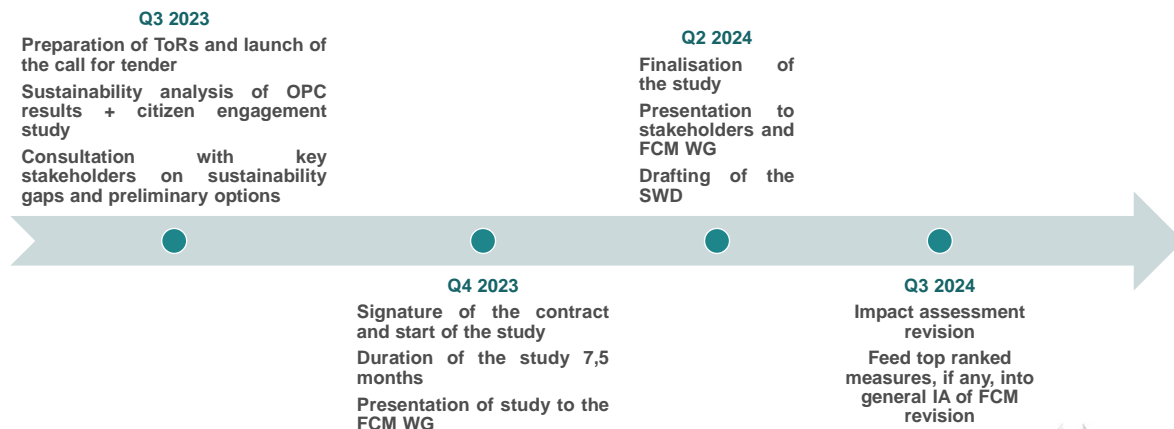 Q3 2023
Preparation of ToRs and launch of
the call for tender
Sustainability analysis of OPC
results + citizen engagement
study
Consultation with key
stakeholders on sustainability
gaps and preliminary options
Q2 2024
Finalisation of
the study
Presentation to
stakeholders and
FCM WG
Drafting of the
SWD
Q4 2023
Signature of the contract
and start of the study
Duration of the study 7,5
months
Presentation of study to the
FCM WG
Q3 2024
Impact assessment
revision
Feed top ranked
measures, if any, into
general IA of FCM
revision